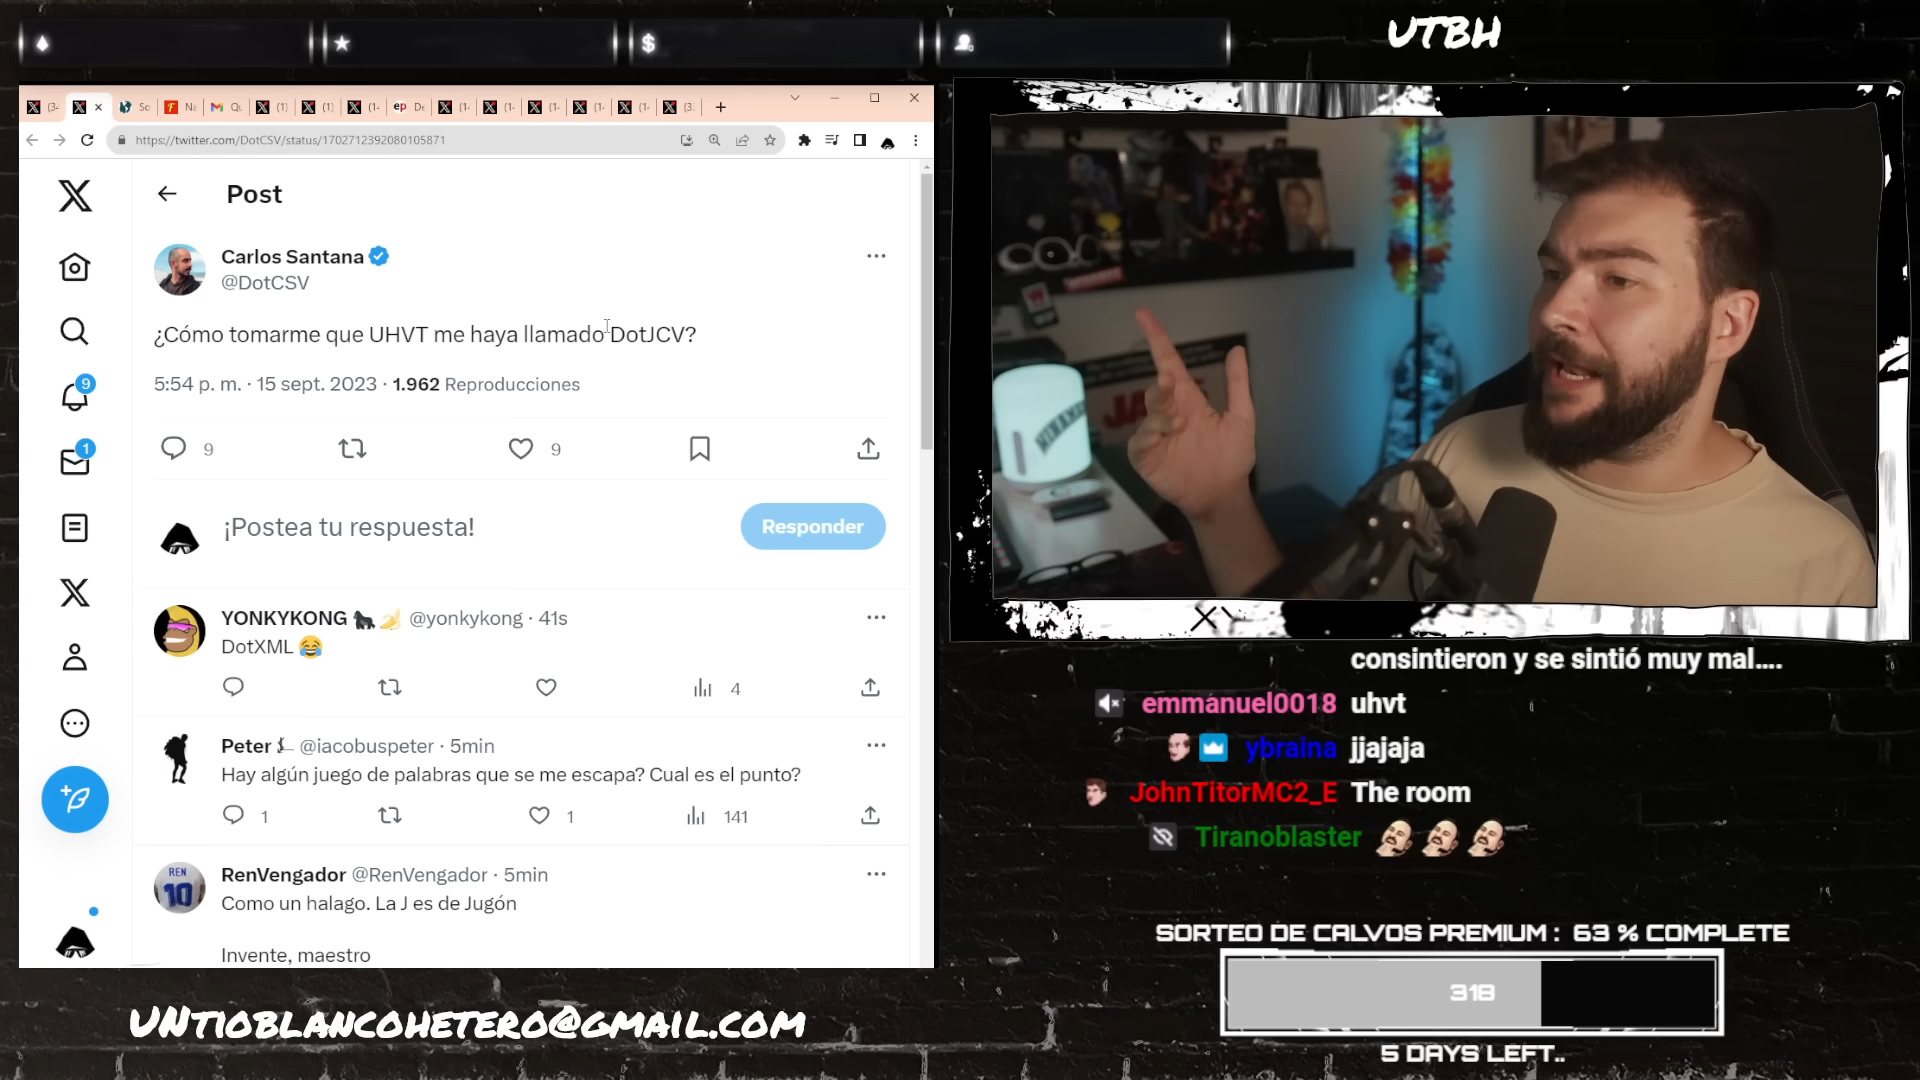 UTBH
https://twitter.com/DotCSV/status/1702712392080105871
Post
Carlos Santana
@DotCSV
¿Cómo tomarme que UHVT me haya llamado DotJCV?
5:54 p. m. · 15 sept. 2023 · 1.962 Reproducciones
9
9
9
1
¡Postea tu respuesta!
Responder
YONKYKONG @yonkykong · 41s
DotXML
4
Peter @iacobuspeter · 5min
Hay algún juego de palabras que se me escapa? Cual es el punto?
1
1
141
REN
10
RenVengador @RenVengador · 5min
Como un halago. La J es de Jugón
Invente, maestro
consintieron y se sintió muy mal....
emmanuel0018 uhvt
ybraina jjajaja
JohnTitorMC2_E The room
Tiranoblaster
SORTEO DE CALVOS PREMIUM : 63 % COMPLETE
318
5 DAYS LEFT..
UNTIOBLANCOHETERO@GMAIL.COM